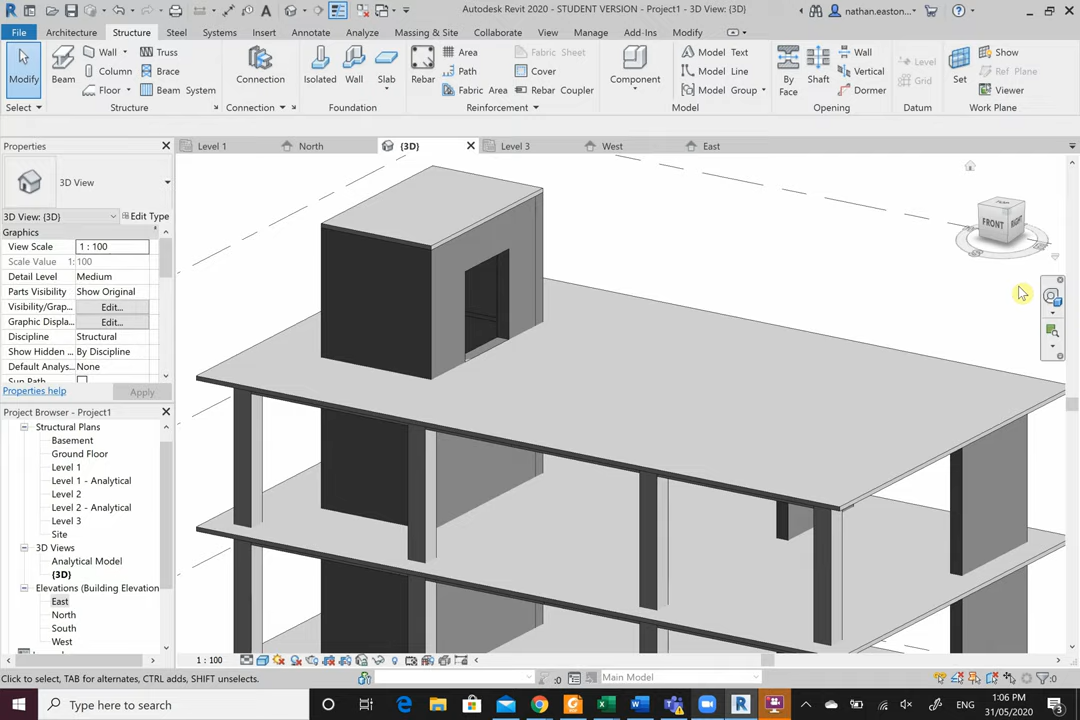 Autodesk Revit 2020 - STUDENT VERSION - Project1 - 3D View: {3D}
nathan.easton...
File Architecture Structure Steel Systems Insert Annotate Analyze Massing & Site Collaborate View Manage Add-Ins Modify
Modify Beam Wall Column Floor Truss Brace Beam System Connection Isolated Wall Slab Rebar Area Path Fabric Area Fabric Sheet Cover Rebar Coupler Component Model Text Model Line Model Group By Face Shaft Wall Vertical Dormer Level Grid Set Show Ref Plane Viewer
Select Structure Connection Foundation Reinforcement Model Opening Datum Work Plane
Properties
Level 1 North (3D) Level 3 West East
3D View
3D View: {3D} Edit Type
Graphics
View Scale 1 : 100
Scale Value 1: 100
Detail Level Medium
Parts Visibility Show Original
Visibility/Grap... Edit...
Graphic Displa... Edit...
Discipline Structural
Show Hidden ... By Discipline
Default Analys... None
Sun Path
Properties help Apply
Project Browser - Project1
Structural Plans
Basement
Ground Floor
Level 1
Level 1 - Analytical
Level 2
Level 2 - Analytical
Level 3
Site
3D Views
Analytical Model
{3D}
Elevations (Building Elevation
East
North
South
West
FRONT RIGHT
1 : 100
Click to select, TAB for alternates, CTRL adds, SHIFT unselects.
:0 Main Model :0
Type here to search
ENG
1:06 PM
31/05/2020
3